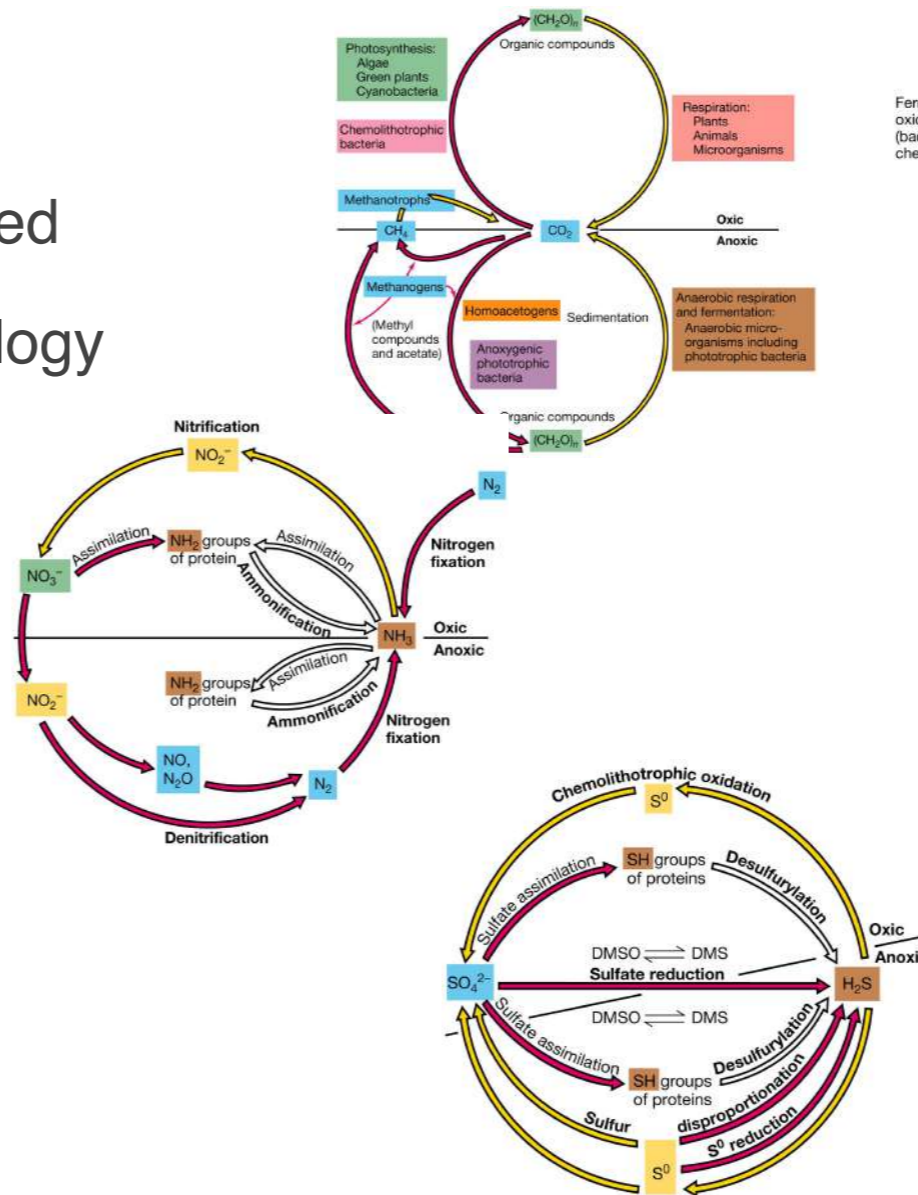 ed
logy
(CH₂O)ₙ
Organic compounds
Photosynthesis:
Algae
Green plants
Cyanobacteria
Chemolithotrophic
bacteria
Respiration:
Plants
Animals
Microorganisms
Fer
oxic
(bac
che
Methanotrophs
CH₄
CO₂
Oxic
Anoxic
Methanogens
(Methyl
compounds
and acetate)
Homoacetogens
Sedimentation
Anoxygenic
phototrophic
bacteria
Anaerobic respiration
and fermentation:
Anaerobic micro-
organisms including
phototrophic bacteria
Organic compounds
(CH₂O)ₙ
Nitrification
NO₂⁻
N₂
Assimilation
NH₂ groups
of protein
Assimilation
Nitrogen
fixation
NO₃⁻
Ammonification
NH₃
Oxic
Anoxic
NO₂⁻
NH₂ groups
of protein
Assimilation
Ammonification
Nitrogen
fixation
NO,
N₂O
N₂
Denitrification
Chemolithotrophic oxidation
S⁰
Sulfate assimilation
SH groups
of proteins
Desulfurylation
Oxic
Anoxic
DMSO ⇌ DMS
SO₄²⁻
Sulfate reduction
H₂S
DMSO ⇌ DMS
Sulfate assimilation
Desulfurylation
SH groups
of proteins
Sulfur
disproportionation
S⁰ reduction
S⁰